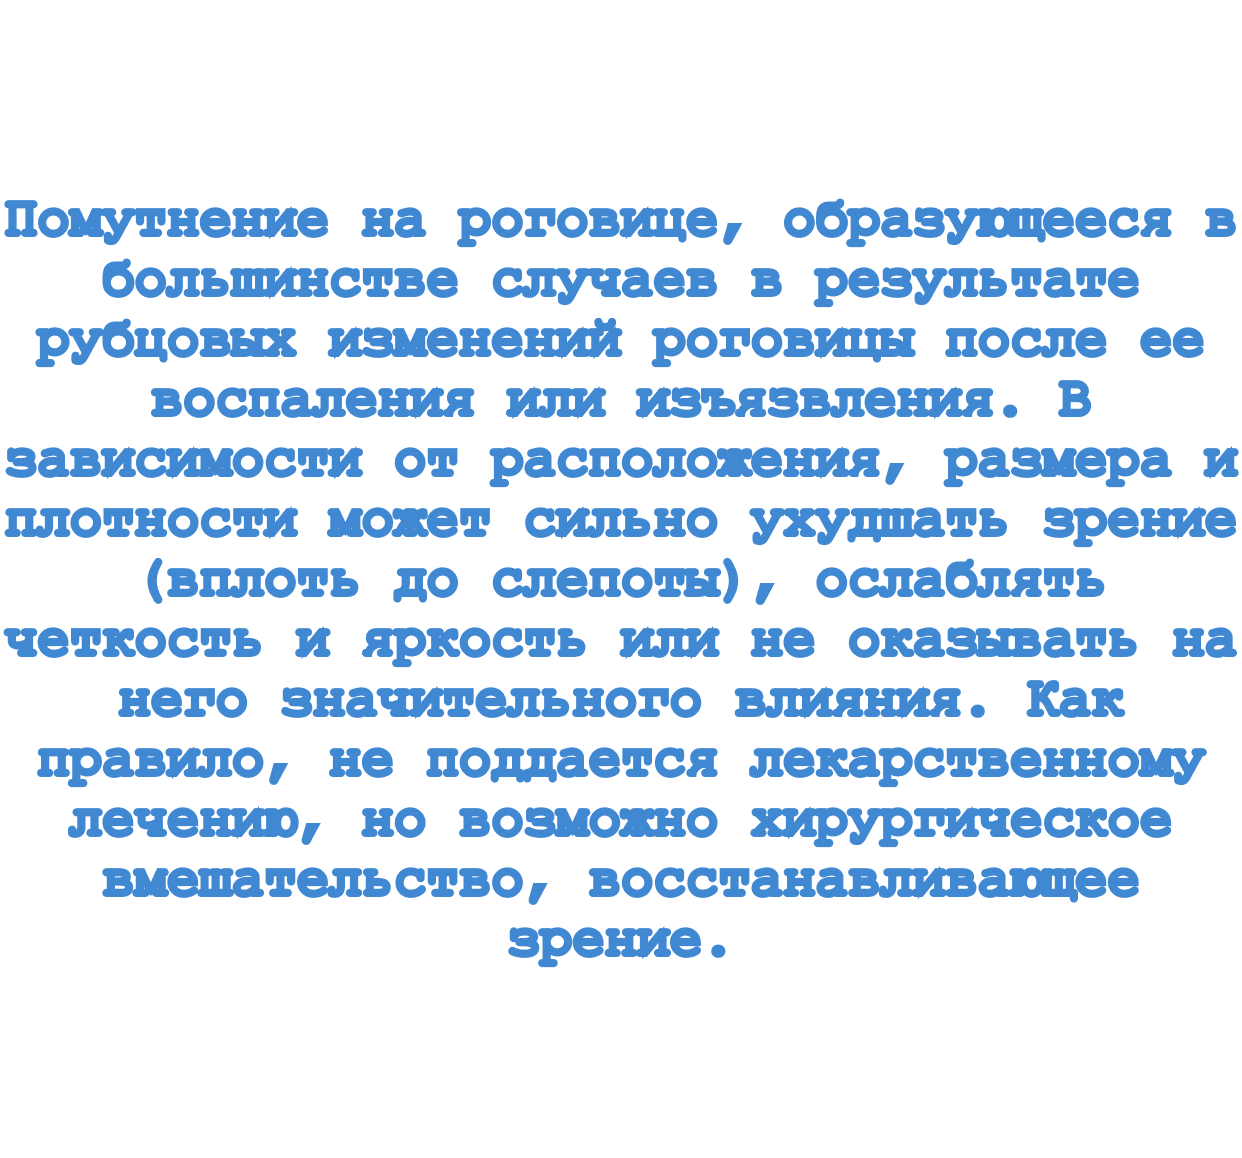 Помутнение на роговице, образующееся в
большинстве случаев в результате
рубцовых изменений роговицы после ее
воспаления или изъязвления. В
зависимости от расположения, размера и
плотности может сильно ухудшать зрение
(вплоть до слепоты), ослаблять
четкость и яркость или не оказывать на
него значительного влияния. Как
правило, не поддается лекарственному
лечению, но возможно хирургическое
вмешательство, восстанавливающее
зрение.